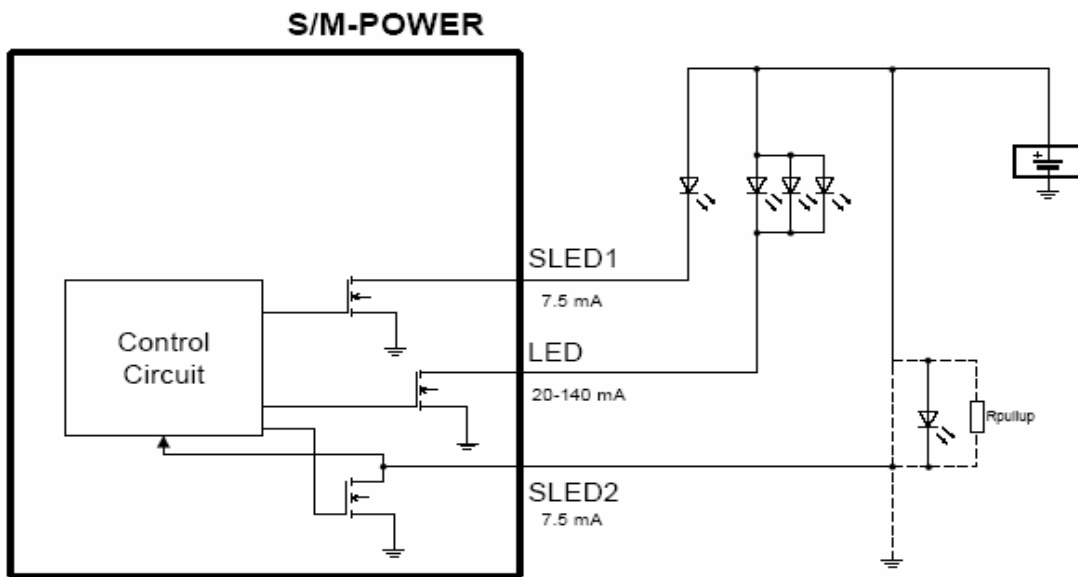 S/M-POWER
+
SLED1
7.5 mA
Control
Circuit
LED
20-140 mA
Rpullup
SLED2
7.5 mA